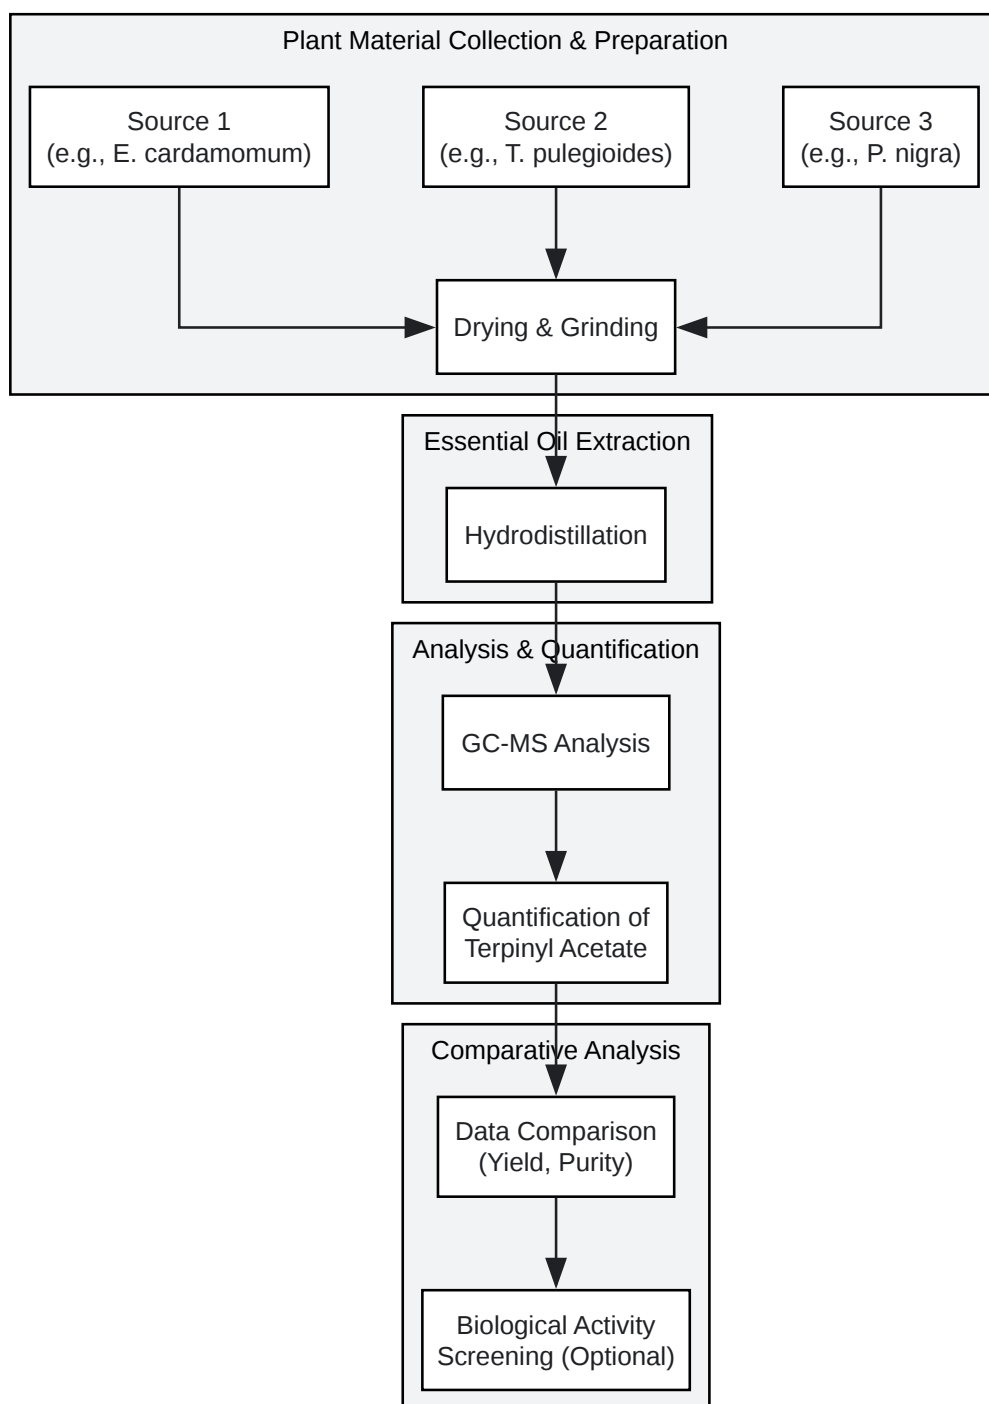 Plant Material Collection & Preparation
Source 1
(e.g., E. cardamomum)
Source 2
(e.g., T. pulegioides)
Source 3
(e.g., P. nigra)
Drying & Grinding
Essential Oil Extraction
Hydrodistillation
Analysis & Quantification
GC-MS Analysis
Quantification of
Terpinyl Acetate
Comparative Analysis
Data Comparison
(Yield, Purity)
Biological Activity
Screening (Optional)